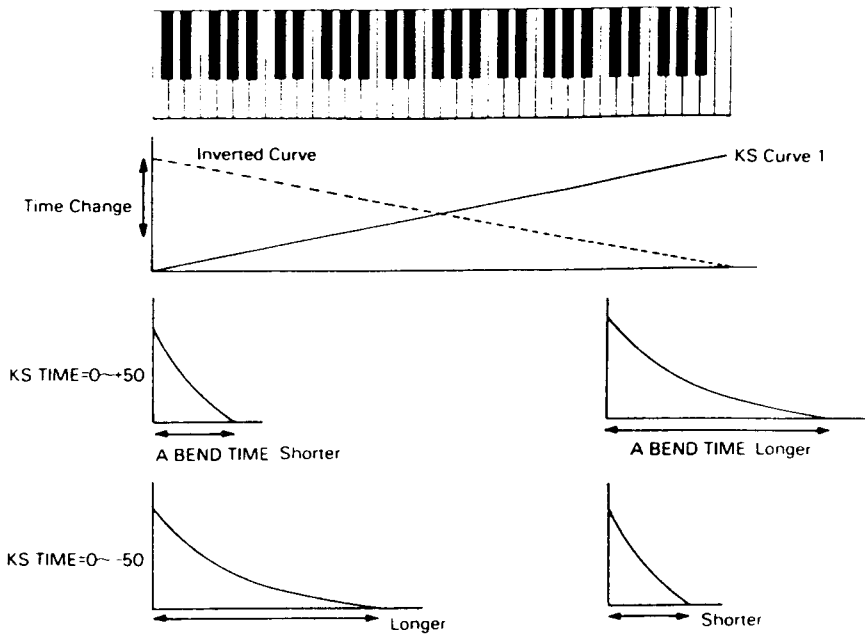 Inverted Curve
KS Curve 1
Time Change
KS TIME=0~+50
A BEND TIME Shorter
A BEND TIME Longer
KS TIME=0~ -50
Longer
Shorter